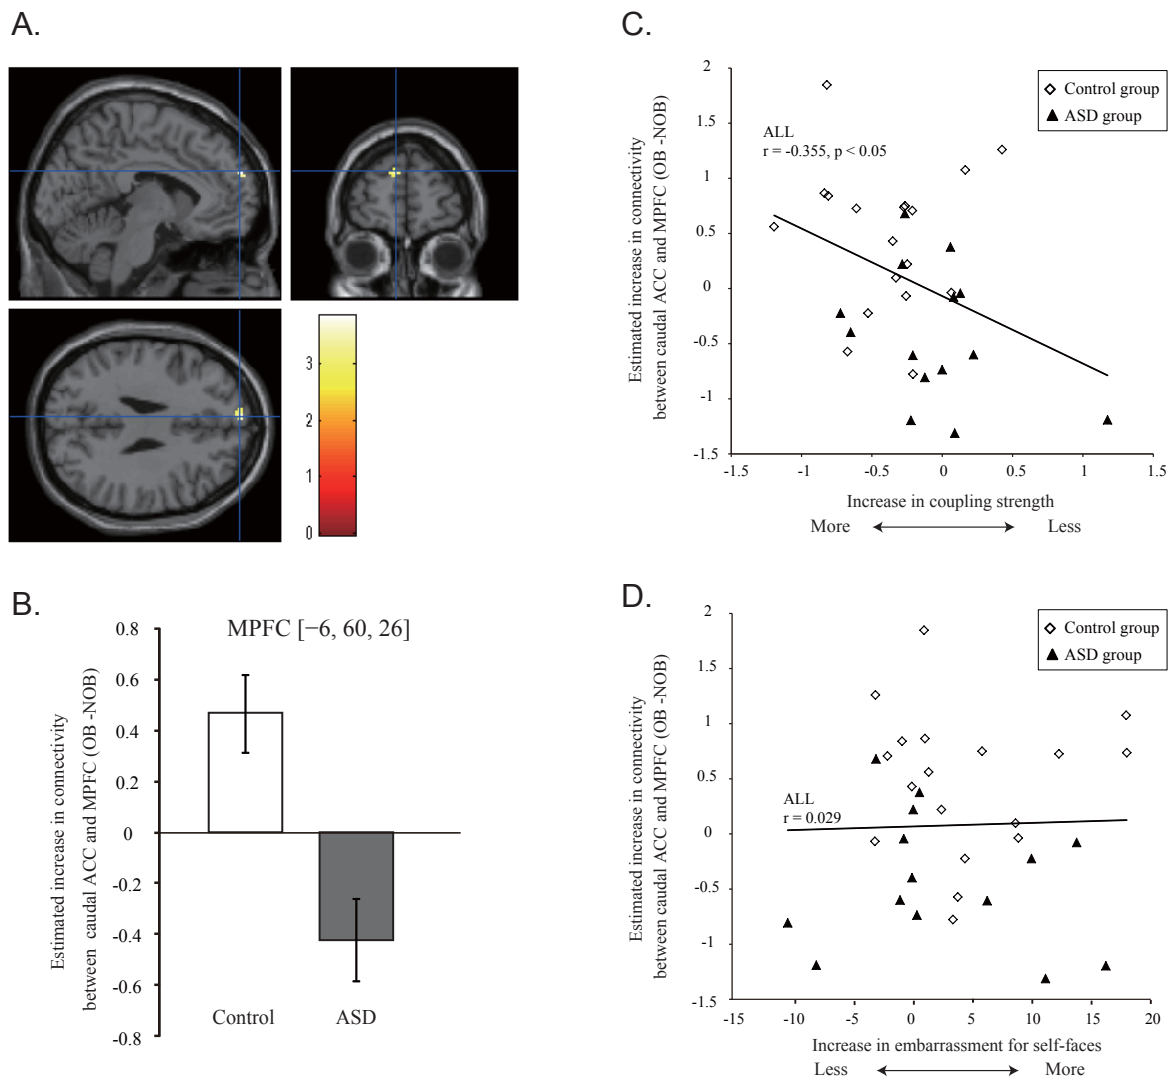 A.
3
2
1
0
B.
MPFC [−6, 60, 26]
Estimated increase in connectivity
between caudal ACC and MPFC (OB -NOB)
0.8
0.6
0.4
0.2
0
-0.2
-0.4
-0.6
-0.8
Control
ASD
C.
Estimated increase in connectivity
between caudal ACC and MPFC (OB -NOB)
2
1.5
1
0.5
0
-0.5
-1
-1.5
Control group
ASD group
ALL
r = -0.355, p < 0.05
-1.5
-1
-0.5
0
0.5
1
1.5
Increase in coupling strength
More
Less
D.
Estimated increase in connectivity
between caudal ACC and MPFC (OB -NOB)
2
1.5
1
0.5
0
-0.5
-1
-1.5
Control group
ASD group
ALL
r = 0.029
-15
-10
-5
0
5
10
15
20
Increase in embarrassment for self-faces
Less
More